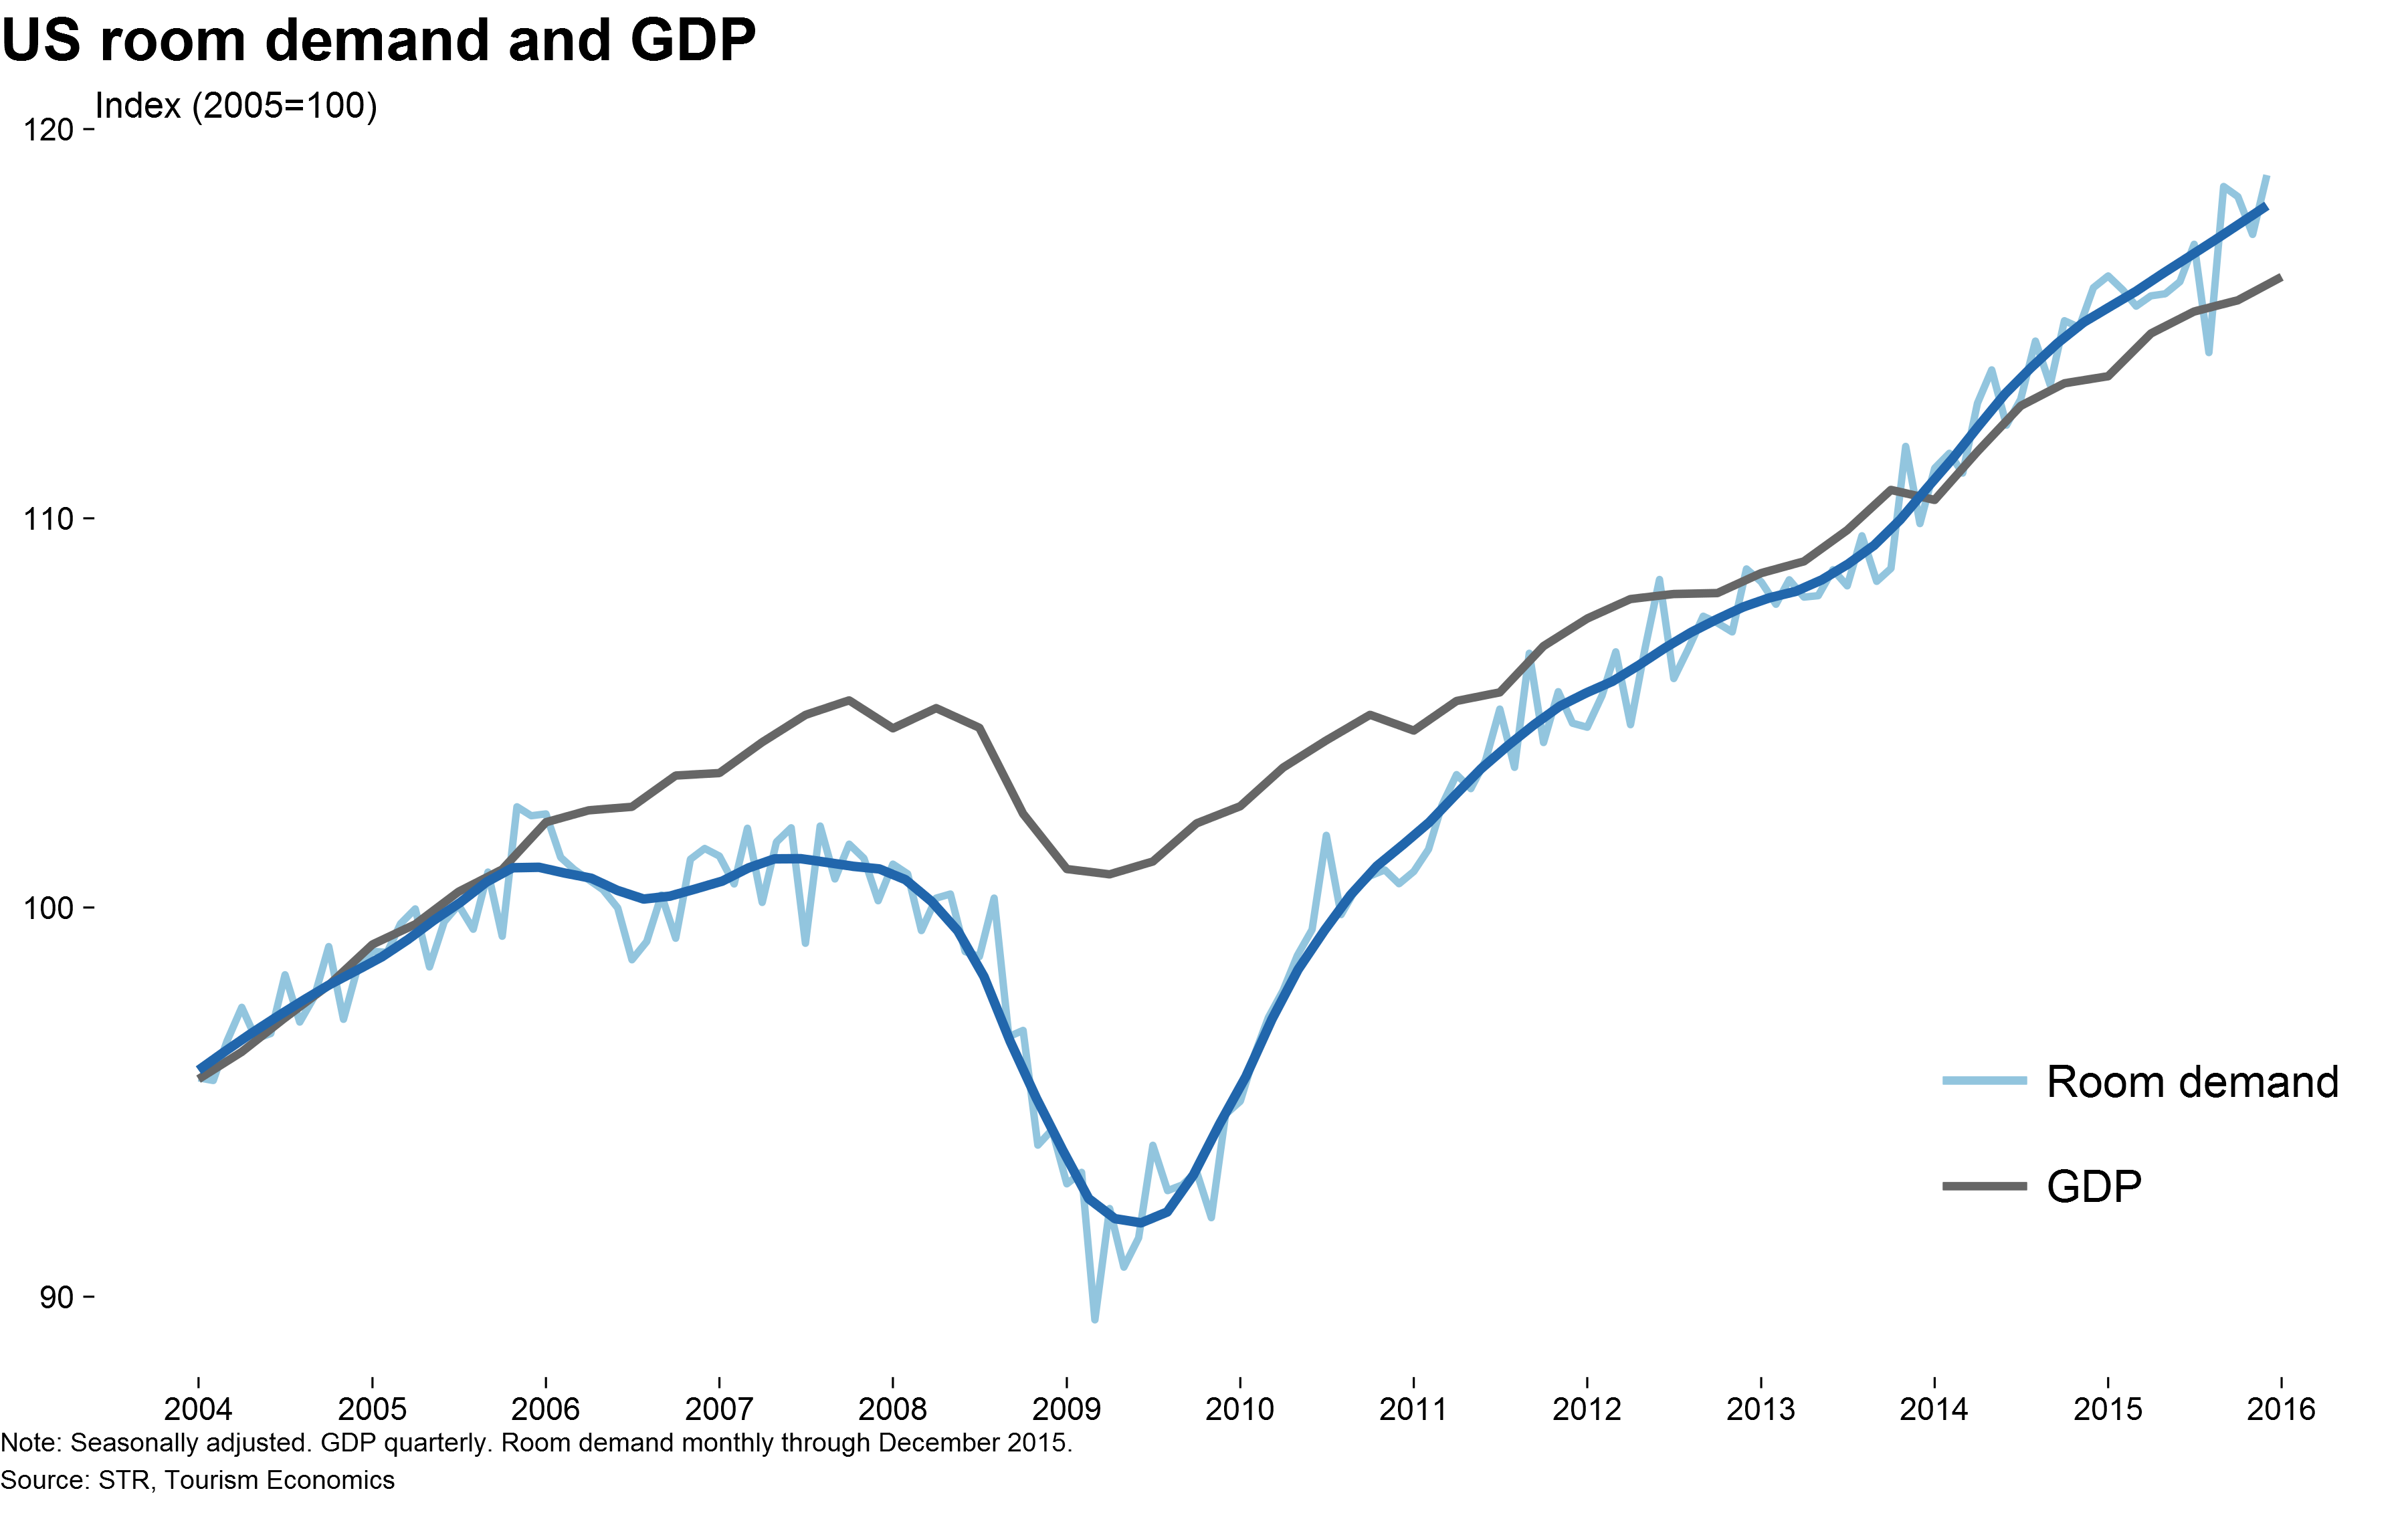 US room demand and GDP
Index (2005=100)
120
110
100
90
Room demand
GDP
2004 2005 2006 2007 2008 2009 2010 2011 2012 2013 2014 2015 2016
Note: Seasonally adjusted. GDP quarterly. Room demand monthly through December 2015.
Source: STR, Tourism Economics